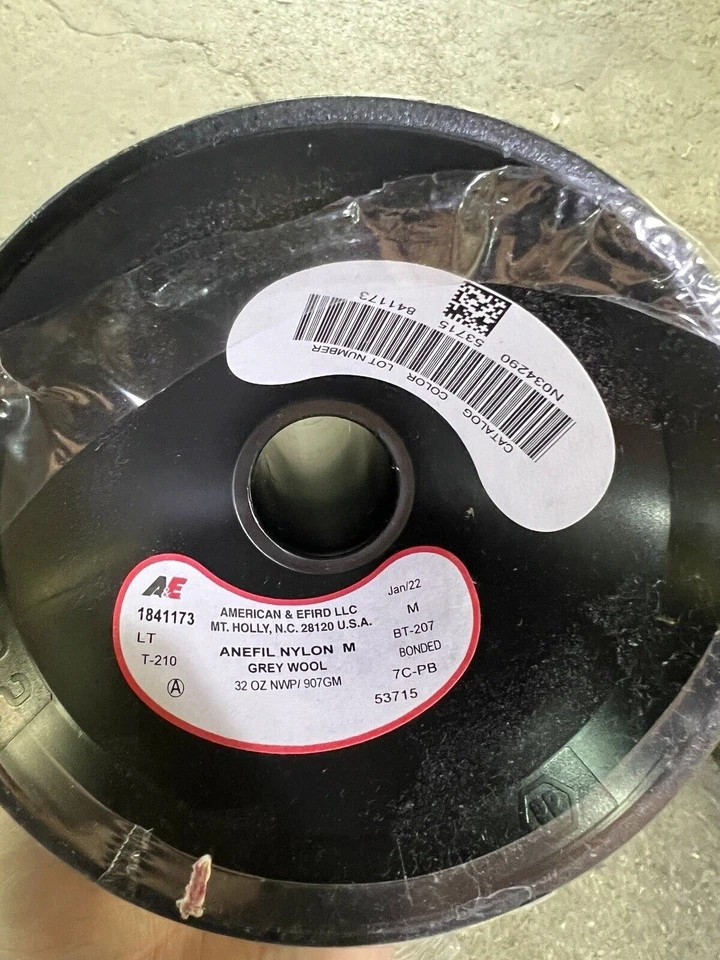 841173
53715
N034290
LOT NUMBER
COLOR
CATALOG
A&E
1841173
LT
T-210
A
AMERICAN & EFIRD LLC
MT. HOLLY, N.C. 28120 U.S.A.
ANEFIL NYLON M
GREY WOOL
32 OZ NWP/ 907GM
Jan/22
M
BT-207
BONDED
7C-PB
53715
PP